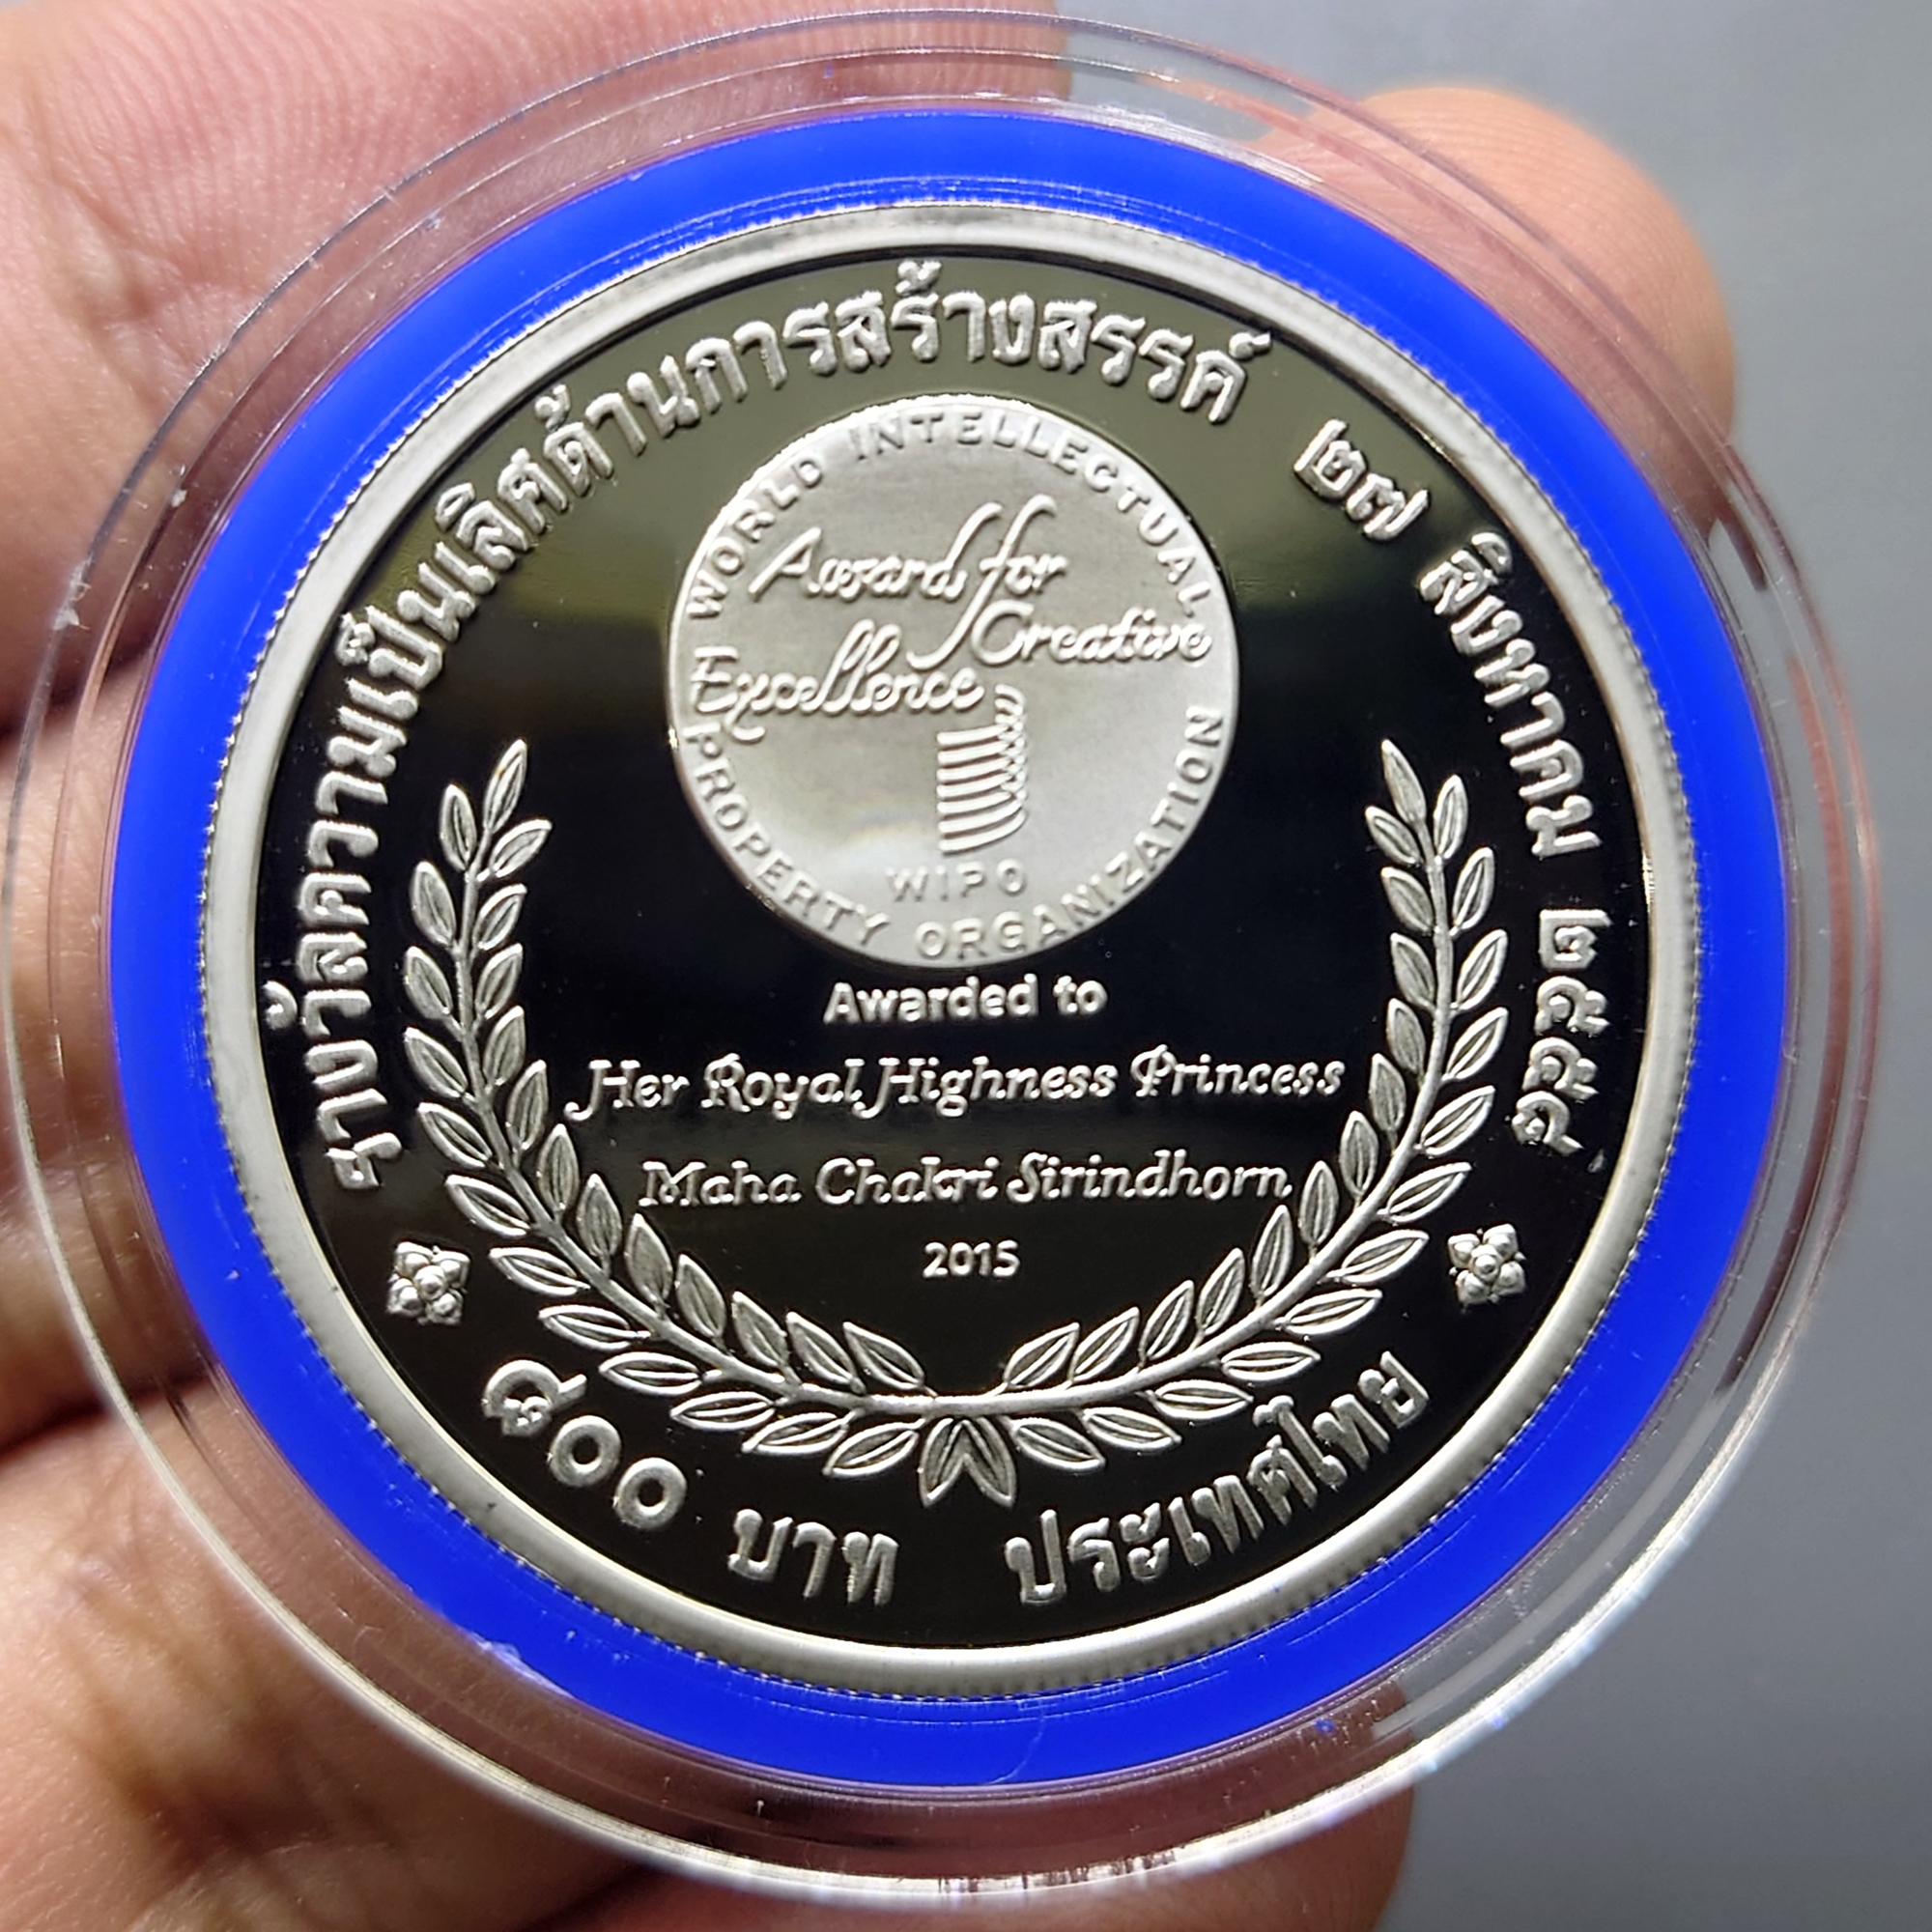 รางวัลความเป็นเลิศด้านการสร้างสรรค์ ๒๗ สิงหาคม ๒๕๕๘
WORLD INTELLECTUAL
PROPERTY ORGANIZATION
Award for
Creative
Excellence
WIPO
Awarded to
Her Royal Highness Princess
Maha Chakri Sirindhorn
2015
๘๐๐ บาท ประเทศไทย